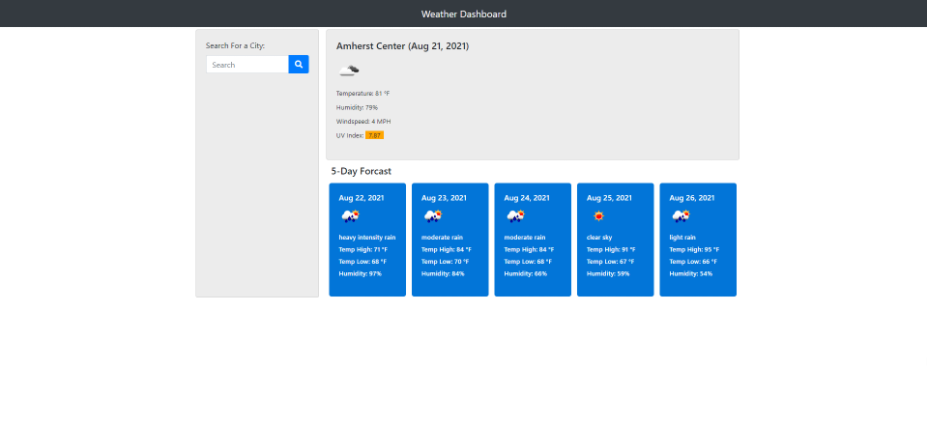 Weather Dashboard
Search For a City:
Search
Amherst Center (Aug 21, 2021)
Temperature: 81 °F
Humidity: 79%
Windspeed: 4 MPH
UV Index: 7.87
5-Day Forcast
Aug 22, 2021
heavy intensity rain
Temp High: 71 °F
Temp Low: 68 °F
Humidity: 97%
Aug 23, 2021
moderate rain
Temp High: 84 °F
Temp Low: 70 °F
Humidity: 84%
Aug 24, 2021
moderate rain
Temp High: 84 °F
Temp Low: 68 °F
Humidity: 66%
Aug 25, 2021
clear sky
Temp High: 91 °F
Temp Low: 67 °F
Humidity: 59%
Aug 26, 2021
light rain
Temp High: 95 °F
Temp Low: 66 °F
Humidity: 54%